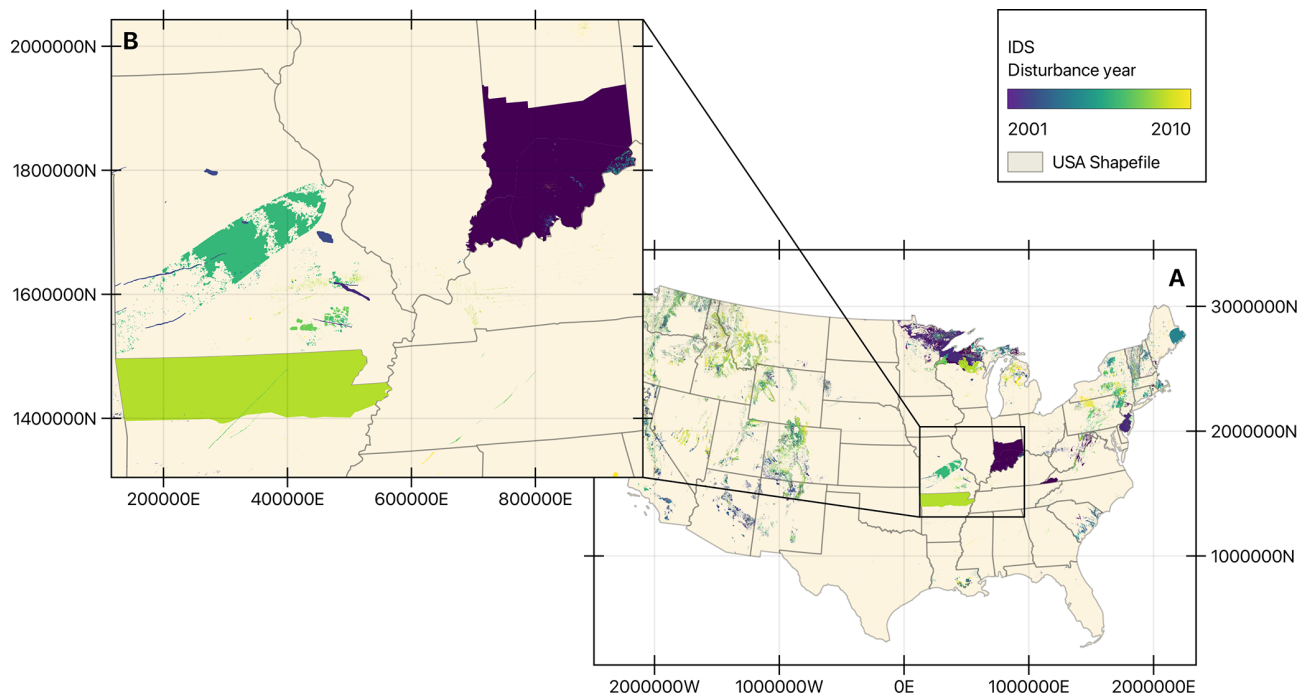 B
2000000N
1800000N
1600000N
1400000N
200000E
400000E
600000E
800000E
IDS
Disturbance year
2001
2010
USA Shapefile
A
3000000N
2000000N
1000000N
2000000W
1000000W
0E
1000000E
2000000E